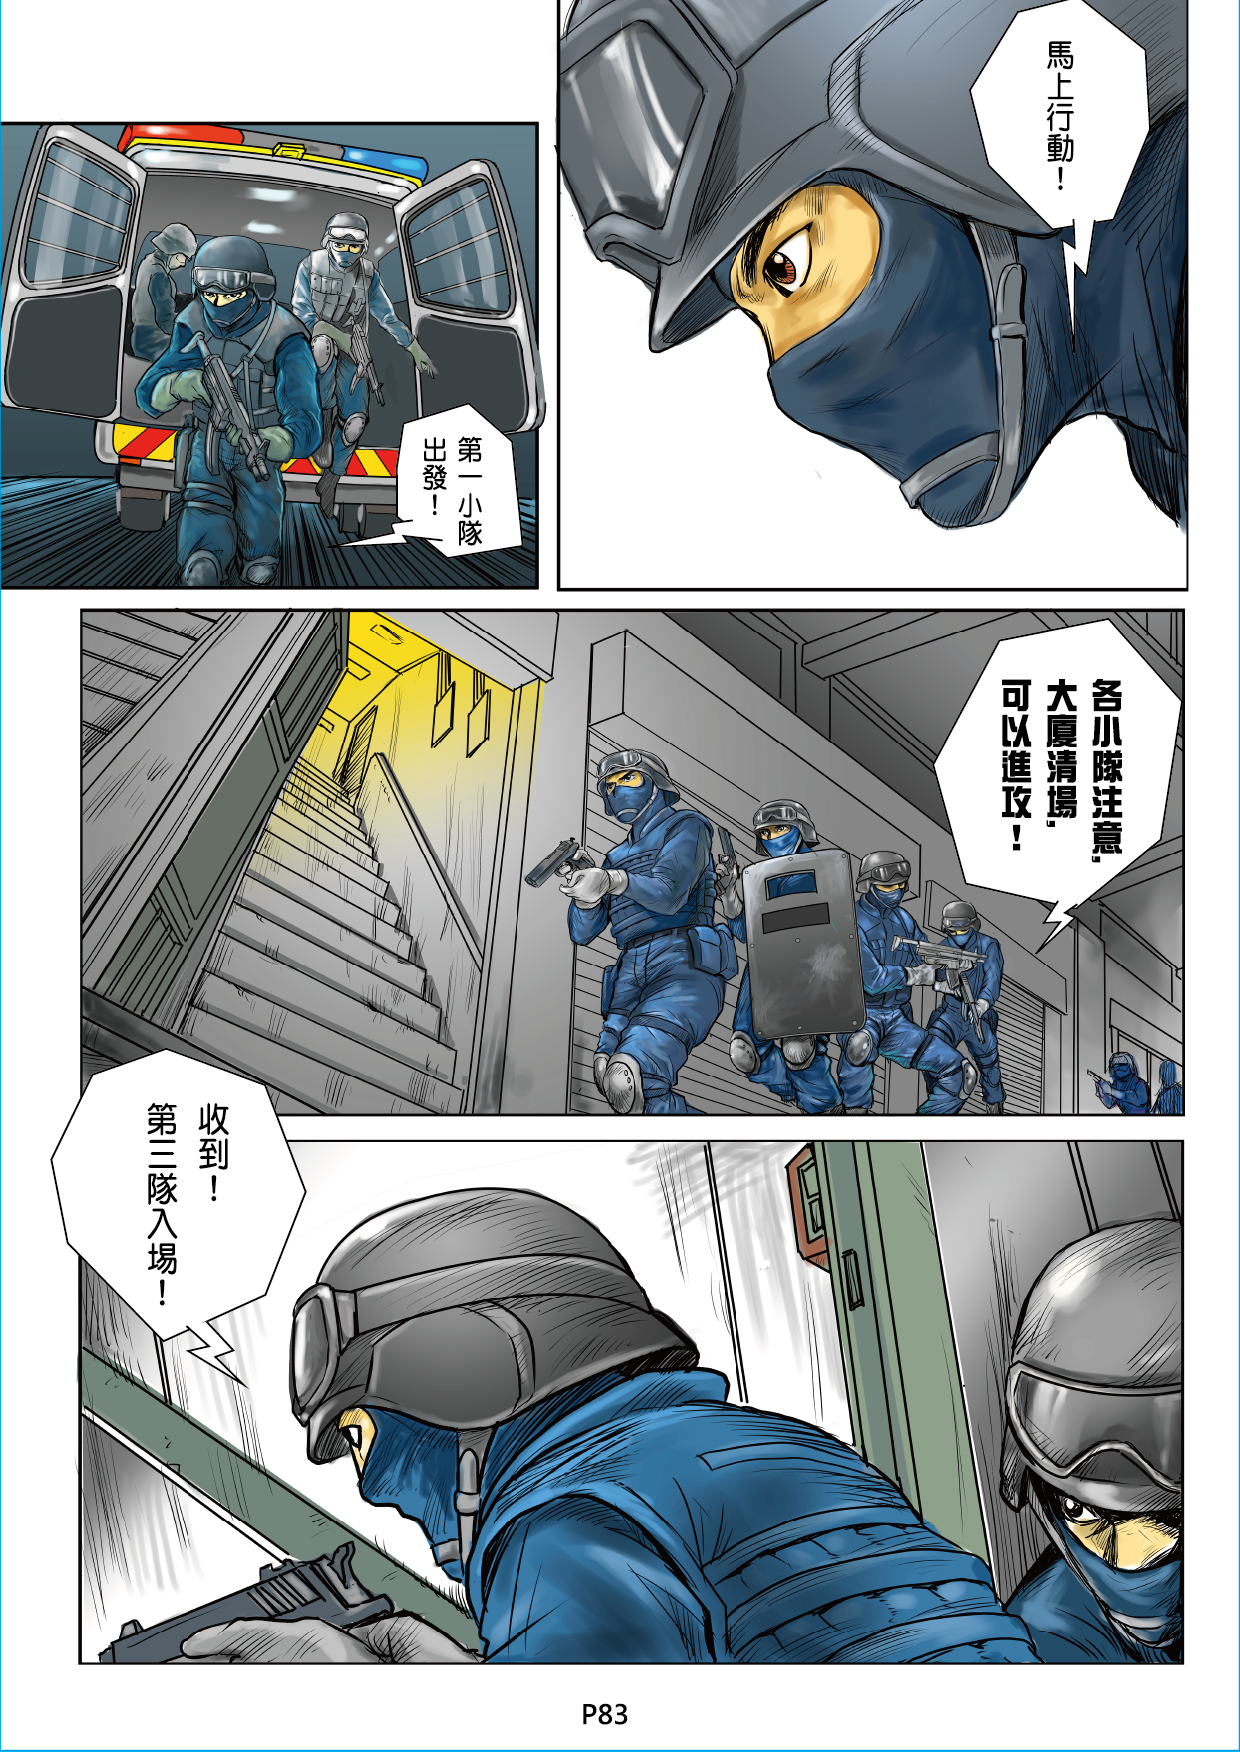 馬上行動！
第一小隊
出發！
各小隊注意，
大廈清場，
可以進攻！
收到！
第三隊入場！
P83